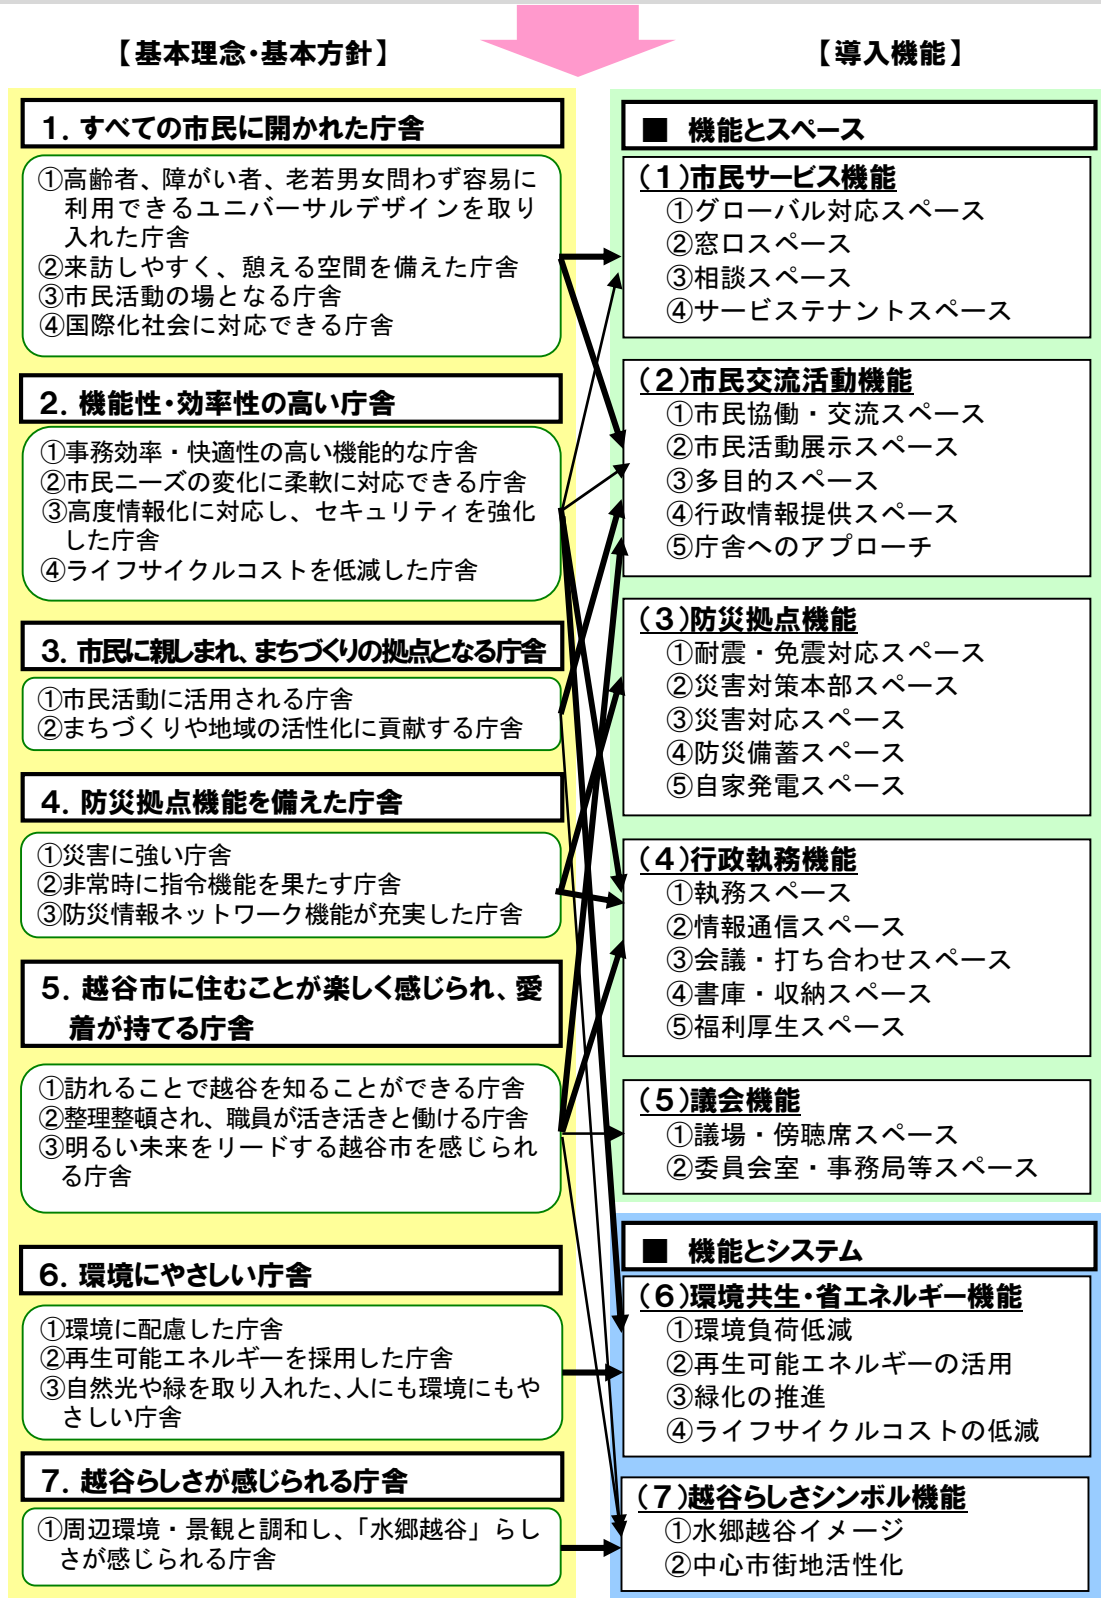 【基本理念・基本方針】
1．すべての市民に開かれた庁舎
①高齢者、障がい者、老若男女問わず容易に
利用できるユニバーサルデザインを取り
入れた庁舎
②来訪しやすく、憩える空間を備えた庁舎
③市民活動の場となる庁舎
④国際化社会に対応できる庁舎
2．機能性・効率性の高い庁舎
①事務効率・快適性の高い機能的な庁舎
②市民ニーズの変化に柔軟に対応できる庁舎
③高度情報化に対応し、セキュリティを強化
した庁舎
④ライフサイクルコストを低減した庁舎
3．市民に親しまれ、まちづくりの拠点となる庁舎
①市民活動に活用される庁舎
②まちづくりや地域の活性化に貢献する庁舎
4．防災拠点機能を備えた庁舎
①災害に強い庁舎
②非常時に指令機能を果たす庁舎
③防災情報ネットワーク機能が充実した庁舎
5．越谷市に住むことが楽しく感じられ、愛
着が持てる庁舎
①訪れることで越谷を知ることができる庁舎
②整理整頓され、職員が活き活きと働ける庁舎
③明るい未来をリードする越谷市を感じられ
る庁舎
6．環境にやさしい庁舎
①環境に配慮した庁舎
②再生可能エネルギーを採用した庁舎
③自然光や緑を取り入れた、人にも環境にもや
さしい庁舎
7．越谷らしさが感じられる庁舎
①周辺環境・景観と調和し、「水郷越谷」らし
さが感じられる庁舎
【導入機能】
■ 機能とスペース
（1）市民サービス機能
①グローバル対応スペース
②窓口スペース
③相談スペース
④サービステナントスペース
（2）市民交流活動機能
①市民協働・交流スペース
②市民活動展示スペース
③多目的スペース
④行政情報提供スペース
⑤庁舎へのアプローチ
（3）防災拠点機能
①耐震・免震対応スペース
②災害対策本部スペース
③災害対応スペース
④防災備蓄スペース
⑤自家発電スペース
（4）行政執務機能
①執務スペース
②情報通信スペース
③会議・打ち合わせスペース
④書庫・収納スペース
⑤福利厚生スペース
（5）議会機能
①議場・傍聴席スペース
②委員会室・事務局等スペース
■ 機能とシステム
（6）環境共生・省エネルギー機能
①環境負荷低減
②再生可能エネルギーの活用
③緑化の推進
④ライフサイクルコストの低減
（7）越谷らしさシンボル機能
①水郷越谷イメージ
②中心市街地活性化